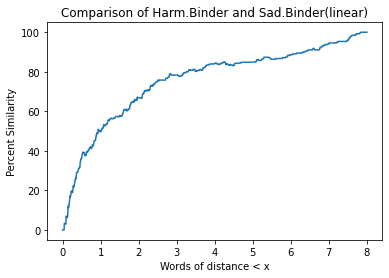 Comparison of Harm.Binder and Sad.Binder(linear)
100
80
60
40
20
0
Percent Similarity
0 1 2 3 4 5 6 7 8
Words of distance < x